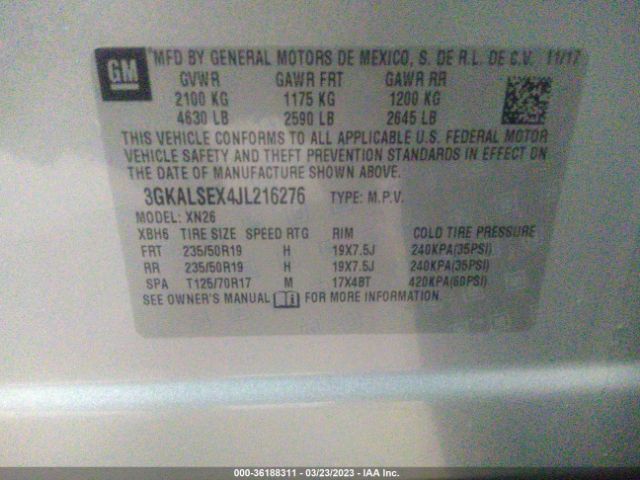 GM
MFD BY GENERAL MOTORS DE MEXICO, S. DE R.L. DE C.V. 11/17
GVWR GAWR FRT GAWR RR
2100 KG 1175 KG 1200 KG
4630 LB 2590 LB 2645 LB
THIS VEHICLE CONFORMS TO ALL APPLICABLE U.S. FEDERAL MOTOR
VEHICLE SAFETY AND THEFT PREVENTION STANDARDS IN EFFECT ON
THE DATE OF MANUFACTURE SHOWN ABOVE.
3GKALSEX4JL216276 TYPE: M.P.V.
MODEL: XN26
XBH6 TIRE SIZE SPEED RTG RIM COLD TIRE PRESSURE
FRT 235/50R19 H 19X7.5J 240KPA(35PSI)
RR 235/50R19 H 19X7.5J 240KPA(35PSI)
SPA T125/70R17 M 17X4BT 420KPA(60PSI)
SEE OWNER'S MANUAL FOR MORE INFORMATION.
000-36188311 - 03/23/2023 - IAA Inc.